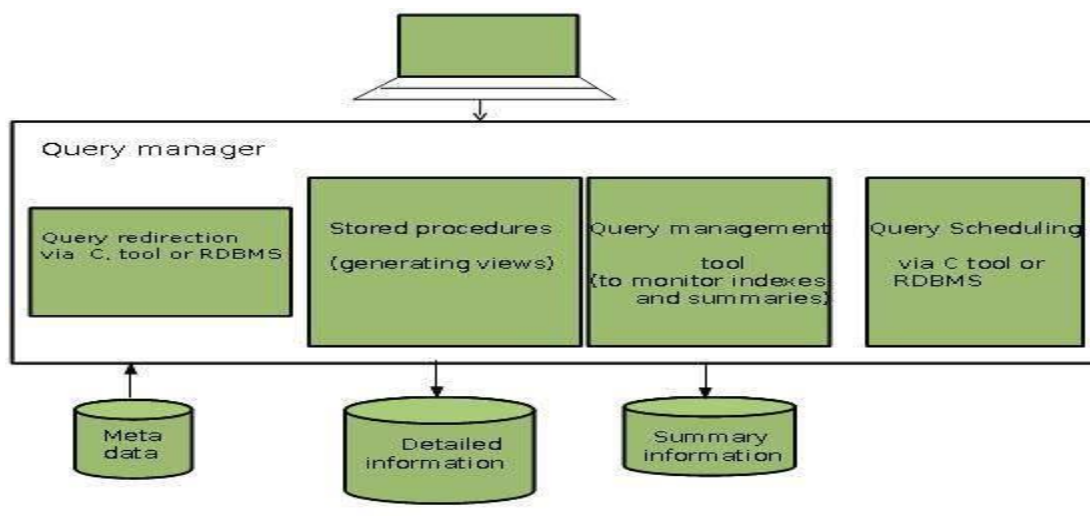 Query manager
Query redirection
via C, tool or RDBMS
Stored procedures
(generating views)
Query management
tool
(to monitor indexes
and summaries)
Query Scheduling
via C tool or
RDBMS
Meta
data
Detailed
information
Summary
information